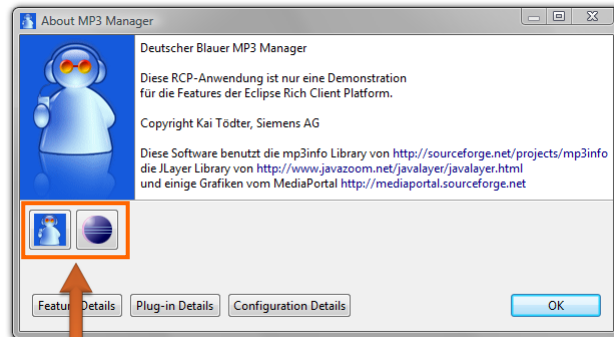 About MP3 Manager
Deutscher Blauer MP3 Manager
Diese RCP-Anwendung ist nur eine Demonstration
für die Features der Eclipse Rich Client Platform.
Copyright Kai Tödter, Siemens AG
Diese Software benutzt die mp3info Library von http://sourceforge.net/projects/mp3info
die JLayer Library von http://www.javazoom.net/javalayer/javalayer.html
und einige Grafiken vom MediaPortal http://mediaportal.sourceforge.net
Feature Details Plug-in Details Configuration Details OK